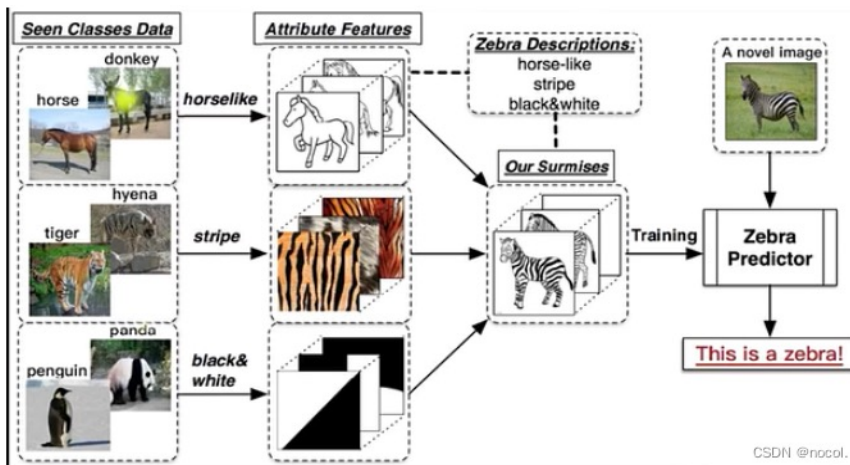 Seen Classes Data
Attribute Features
Zebra Descriptions:
horse-like
stripe
black&white
A novel image
donkey
horse
horselike
Our Surmises
hyena
tiger
stripe
Training
Zebra
Predictor
panda
penguin
black&
white
This is a zebra!
CSDN @nocol.